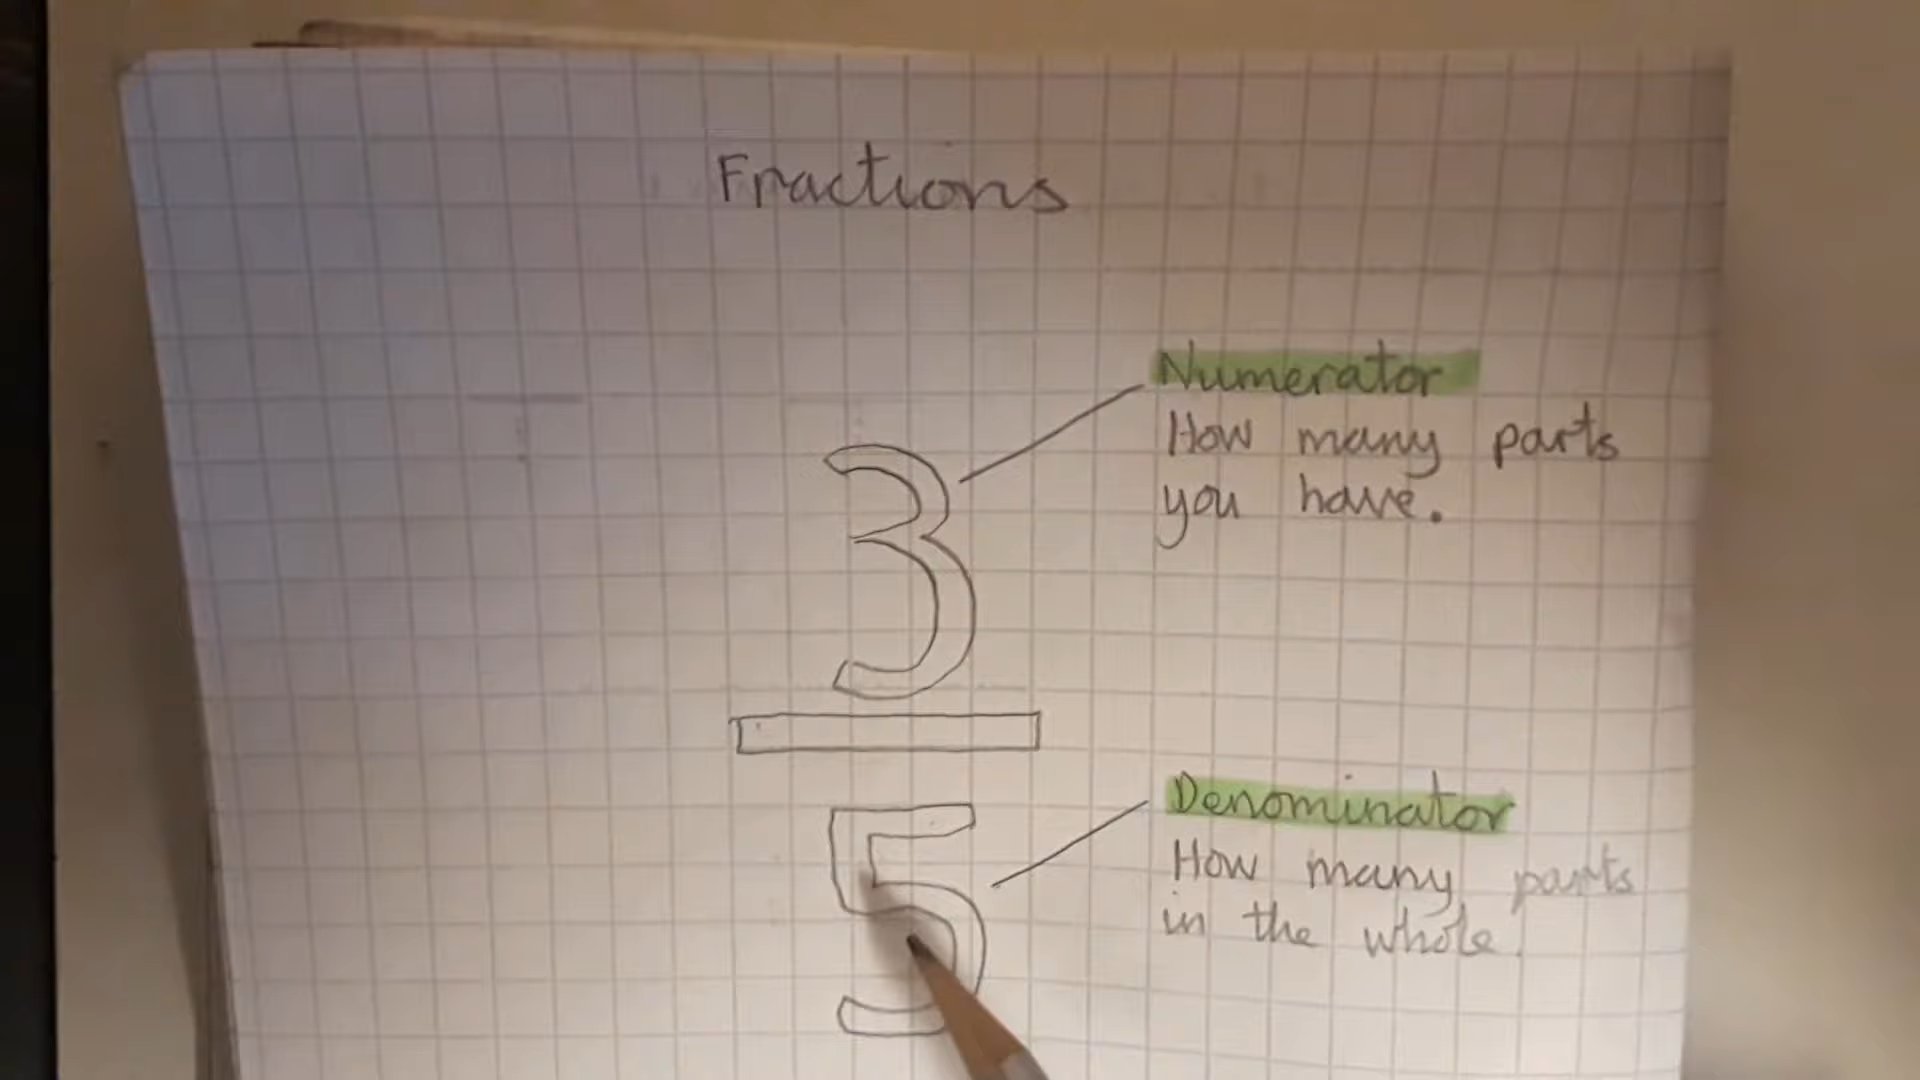 Fractions
Numerator
How many parts
you have.
3
5
Denominator
How many parts
in the whole.